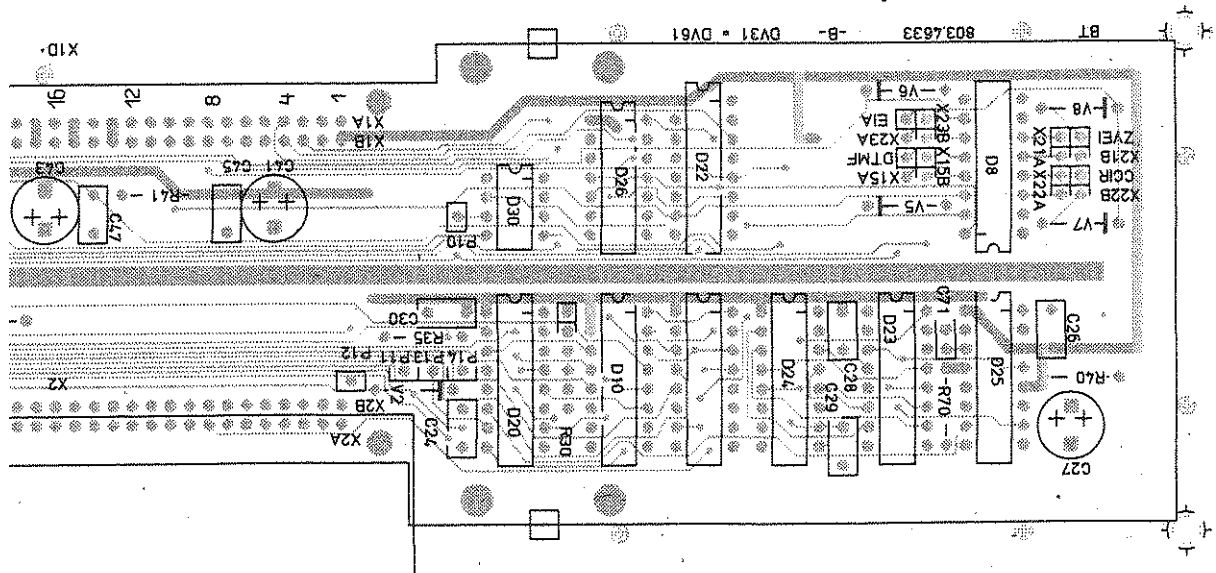 X1D
BT 803.4633 -B- DV31 = DV61
16 12 8 4 1
X1A
X1B
C43
C45
C41
R41
C47
P10
D30
D26
D22
V6
EIA
X23B
X23A
DTMF
X15B
X15A
V5
D8
V8
ZVEI
X21A
X21B
CCIR
X22A
X22B
V7
C30
R35
P12
P11
P13
P14
V2
X2
X2B
X2A
C24
D20
R30
D10
D24
C28
C29
D23
C71
R70
D25
C26
R40
C27